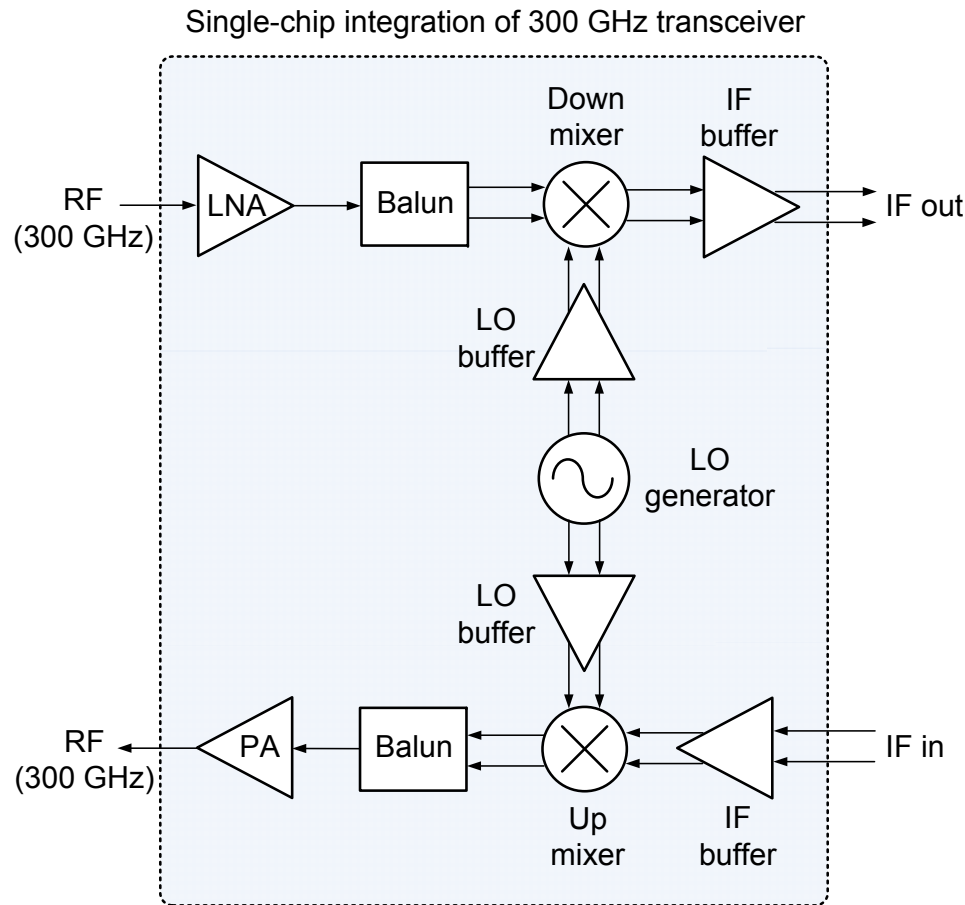 Single-chip integration of 300 GHz transceiver
Down
mixer
IF
buffer
RF
(300 GHz)
LNA
Balun
IF out
LO
buffer
LO
generator
LO
buffer
RF
(300 GHz)
PA
Balun
IF in
Up
mixer
IF
buffer